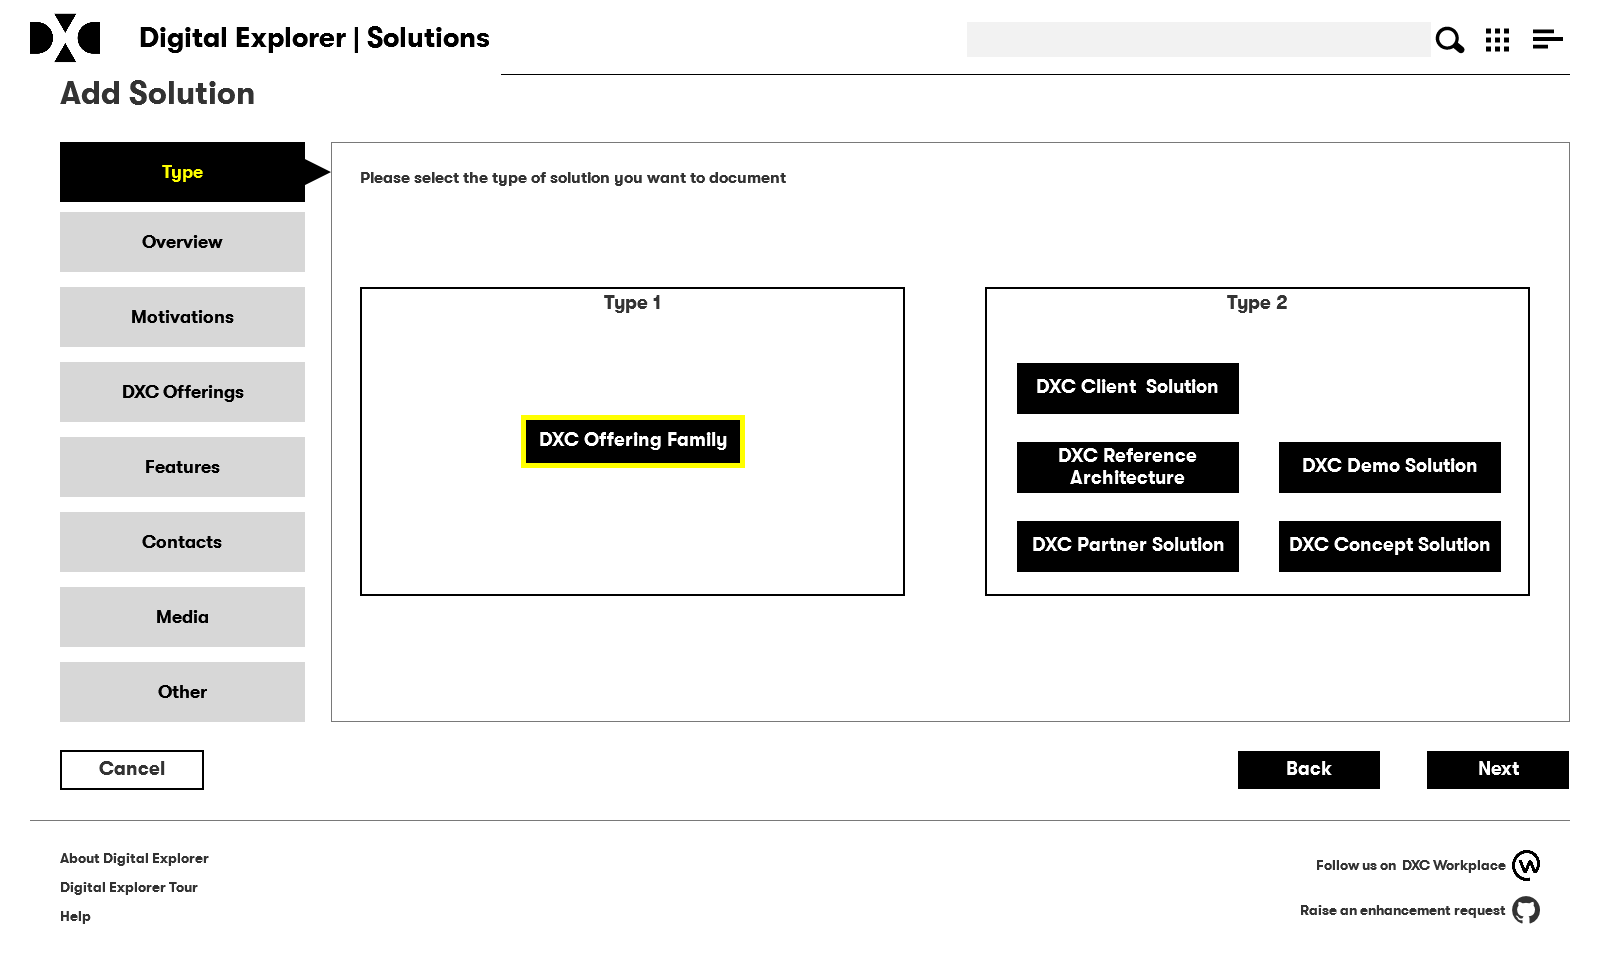 DXC
Digital Explorer | Solutions
Add Solution
Type
Overview
Motivations
DXC Offerings
Features
Contacts
Media
Other
Please select the type of solution you want to document
Type 1
DXC Offering Family
Type 2
DXC Client  Solution
DXC Reference
Architecture
DXC Demo Solution
DXC Partner Solution
DXC Concept Solution
Cancel
Back
Next
About Digital Explorer
Digital Explorer Tour
Help
Follow us on  DXC Workplace
Raise an enhancement request